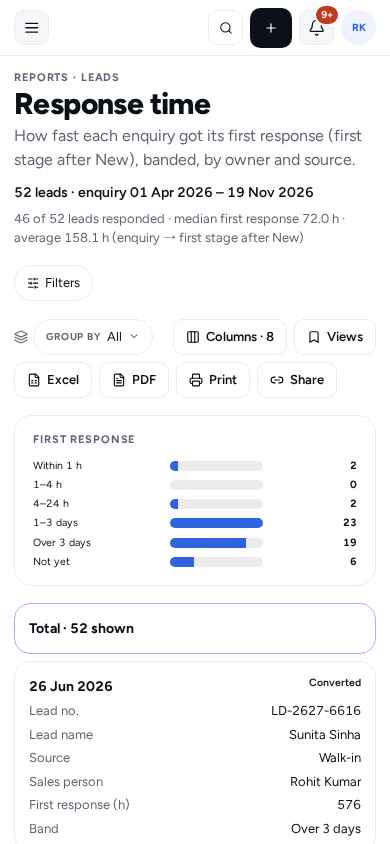 9+
RK
REPORTS · LEADS
Response time
How fast each enquiry got its first response (first
stage after New), banded, by owner and source.
52 leads · enquiry 01 Apr 2026 – 19 Nov 2026
46 of 52 leads responded · median first response 72.0 h ·
average 158.1 h (enquiry → first stage after New)
Filters
GROUP BY All
Columns · 8
Views
Excel
PDF
Print
Share
FIRST RESPONSE
Within 1 h 2
1–4 h 0
4–24 h 2
1–3 days 23
Over 3 days 19
Not yet 6
Total · 52 shown
26 Jun 2026 Converted
Lead no. LD-2627-6616
Lead name Sunita Sinha
Source Walk-in
Sales person Rohit Kumar
First response (h) 576
Band Over 3 days